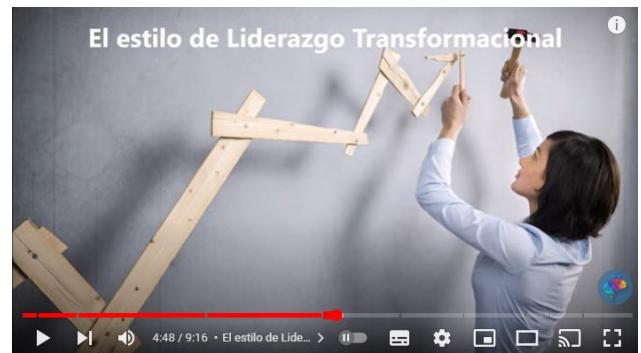 El estilo de Liderazgo Transformacional
4:48 / 9:16 • El estilo de Lide...